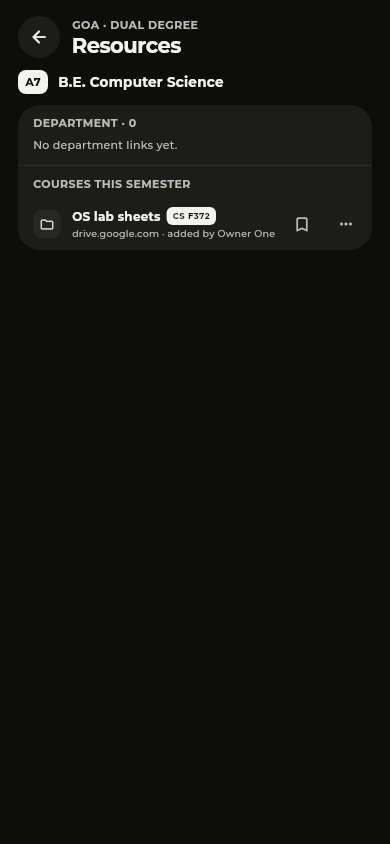 GOA · DUAL DEGREE
Resources
A7 B.E. Computer Science
DEPARTMENT · 0
No department links yet.
COURSES THIS SEMESTER
OS lab sheets CS F372
drive.google.com · added by Owner One